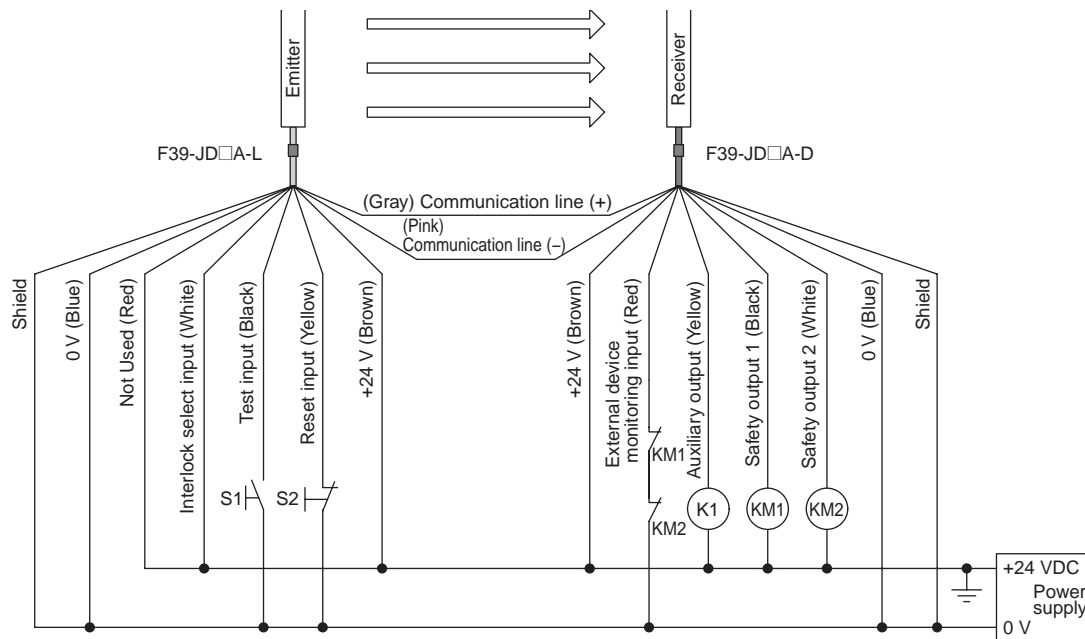 Emitter
Receiver
F39-JD□A-L
F39-JD□A-D
(Gray) Communication line (+)
(Pink)
Communication line (−)
Shield
0 V (Blue)
Not Used (Red)
Interlock select input (White)
Test input (Black)
Reset input (Yellow)
+24 V (Brown)
+24 V (Brown)
External device
monitoring input (Red)
Auxiliary output (Yellow)
Safety output 1 (Black)
Safety output 2 (White)
0 V (Blue)
Shield
KM1
S1
S2
KM2
K1
KM1
KM2
+24 VDC
Power
supply
0 V